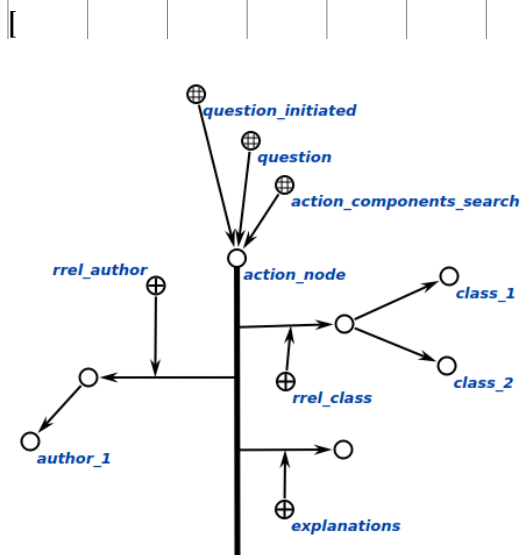 [
question_initiated
question
action_components_search
rrel_author
action_node
class_1
class_2
rrel_class
author_1
explanations